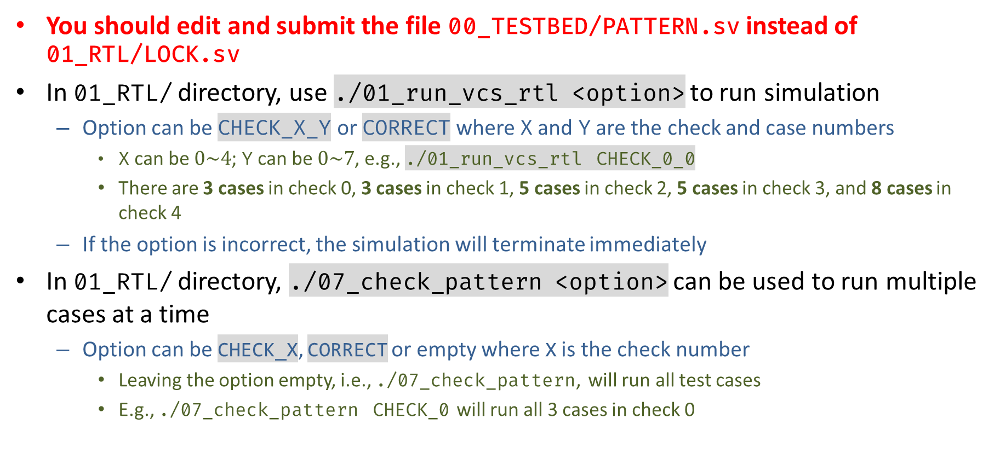 • You should edit and submit the file 00_TESTBED/PATTERN.sv instead of
01_RTL/LOCK.sv
• In 01_RTL/ directory, use ./01_run_vcs_rtl <option> to run simulation
– Option can be CHECK_X_Y or CORRECT where X and Y are the check and case numbers
• X can be 0~4; Y can be 0~7, e.g., ./01_run_vcs_rtl CHECK_0_0
• There are 3 cases in check 0, 3 cases in check 1, 5 cases in check 2, 5 cases in check 3, and 8 cases in
check 4
– If the option is incorrect, the simulation will terminate immediately
• In 01_RTL/ directory, ./07_check_pattern <option> can be used to run multiple
cases at a time
– Option can be CHECK_X, CORRECT or empty where X is the check number
• Leaving the option empty, i.e., ./07_check_pattern, will run all test cases
• E.g., ./07_check_pattern CHECK_0 will run all 3 cases in check 0